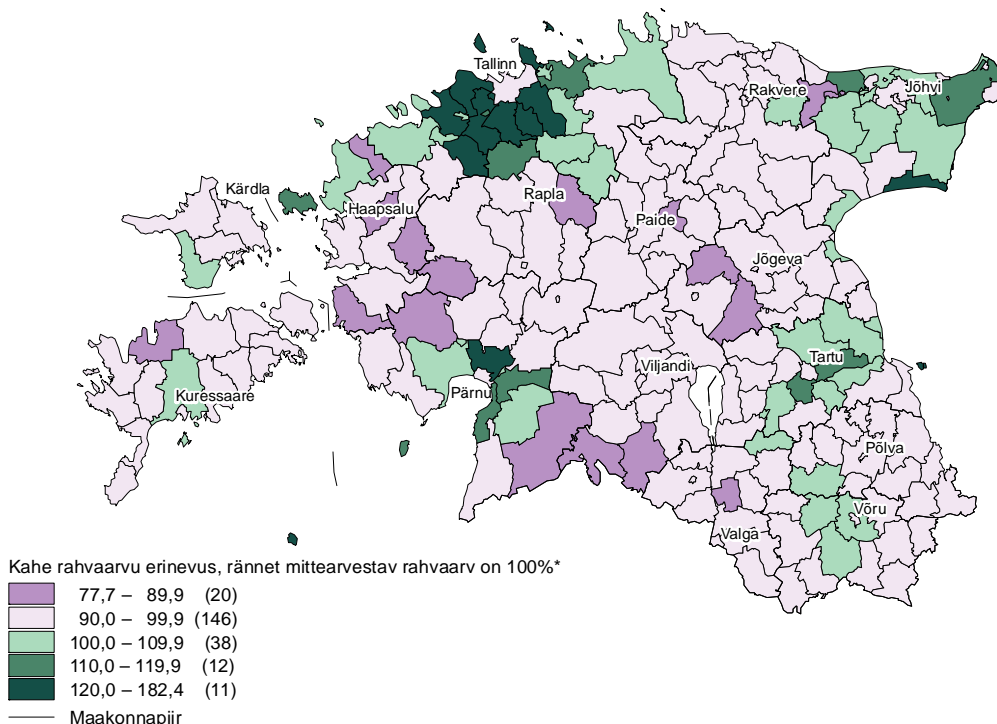 Tallinn
Rakvere
Jõhvi
Kärdla
Haapsalu
Rapla
Paide
Jõgeva
Kuressaare
Pärnu
Viljandi
Tartu
Põlva
Võru
Valga
Kahe rahvaarvu erinevus, rännet mittearvestav rahvaarv on 100%*
77,7 – 89,9 (20)
90,0 – 99,9 (146)
100,0 – 109,9 (38)
110,0 – 119,9 (12)
120,0 – 182,4 (11)
Maakonnapiir